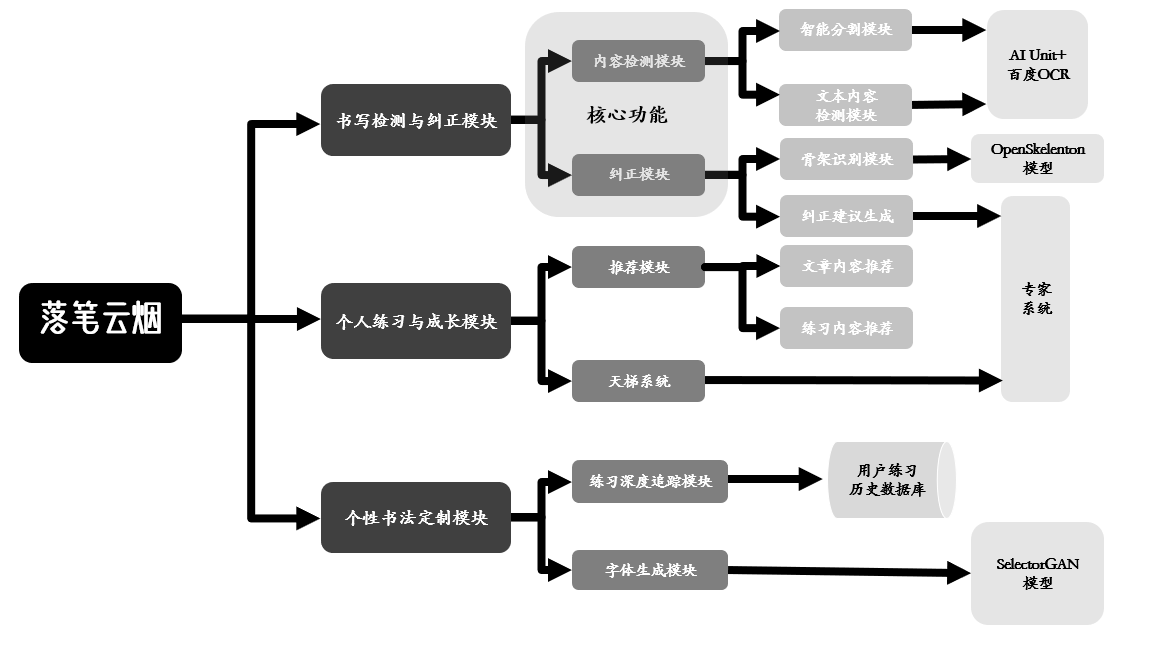 落笔云烟
书写检测与纠正模块
内容检测模块
核心功能
纠正模块
智能分割模块
文本内容
检测模块
AI Unit+
百度OCR
骨架识别模块
OpenSkelenton
模型
纠正建议生成
个人练习与成长模块
推荐模块
文章内容推荐
练习内容推荐
天梯系统
专家
系统
个性书法定制模块
练习深度追踪模块
用户练习
历史数据库
字体生成模块
SelectorGAN
模型